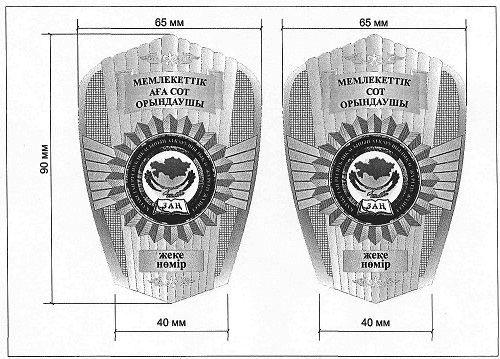 65 мм
65 мм
90 мм
МЕМЛЕКЕТТІК
АҒА СОТ
ОРЫНДАУШЫ
ЗАҢ
жеке
нөмір
40 мм
МЕМЛЕКЕТТІК
СОТ
ОРЫНДАУШЫ
ЗАҢ
жеке
нөмір
40 мм